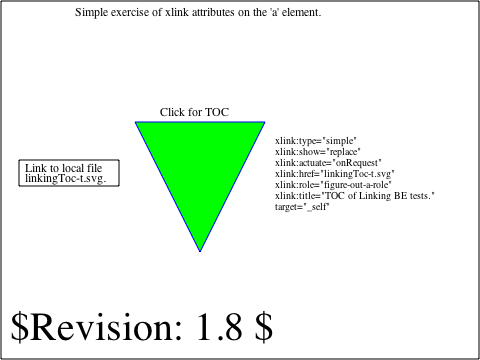 Simple exercise of xlink attributes on the 'a' element.
Click for TOC
Link to local file
linkingToc-t.svg.
xlink:type="simple"
xlink:show="replace"
xlink:actuate="onRequest"
xlink:href="linkingToc-t.svg"
xlink:role="figure-out-a-role"
xlink:title="TOC of Linking BE tests."
target="_self"
$Revision: 1.8 $